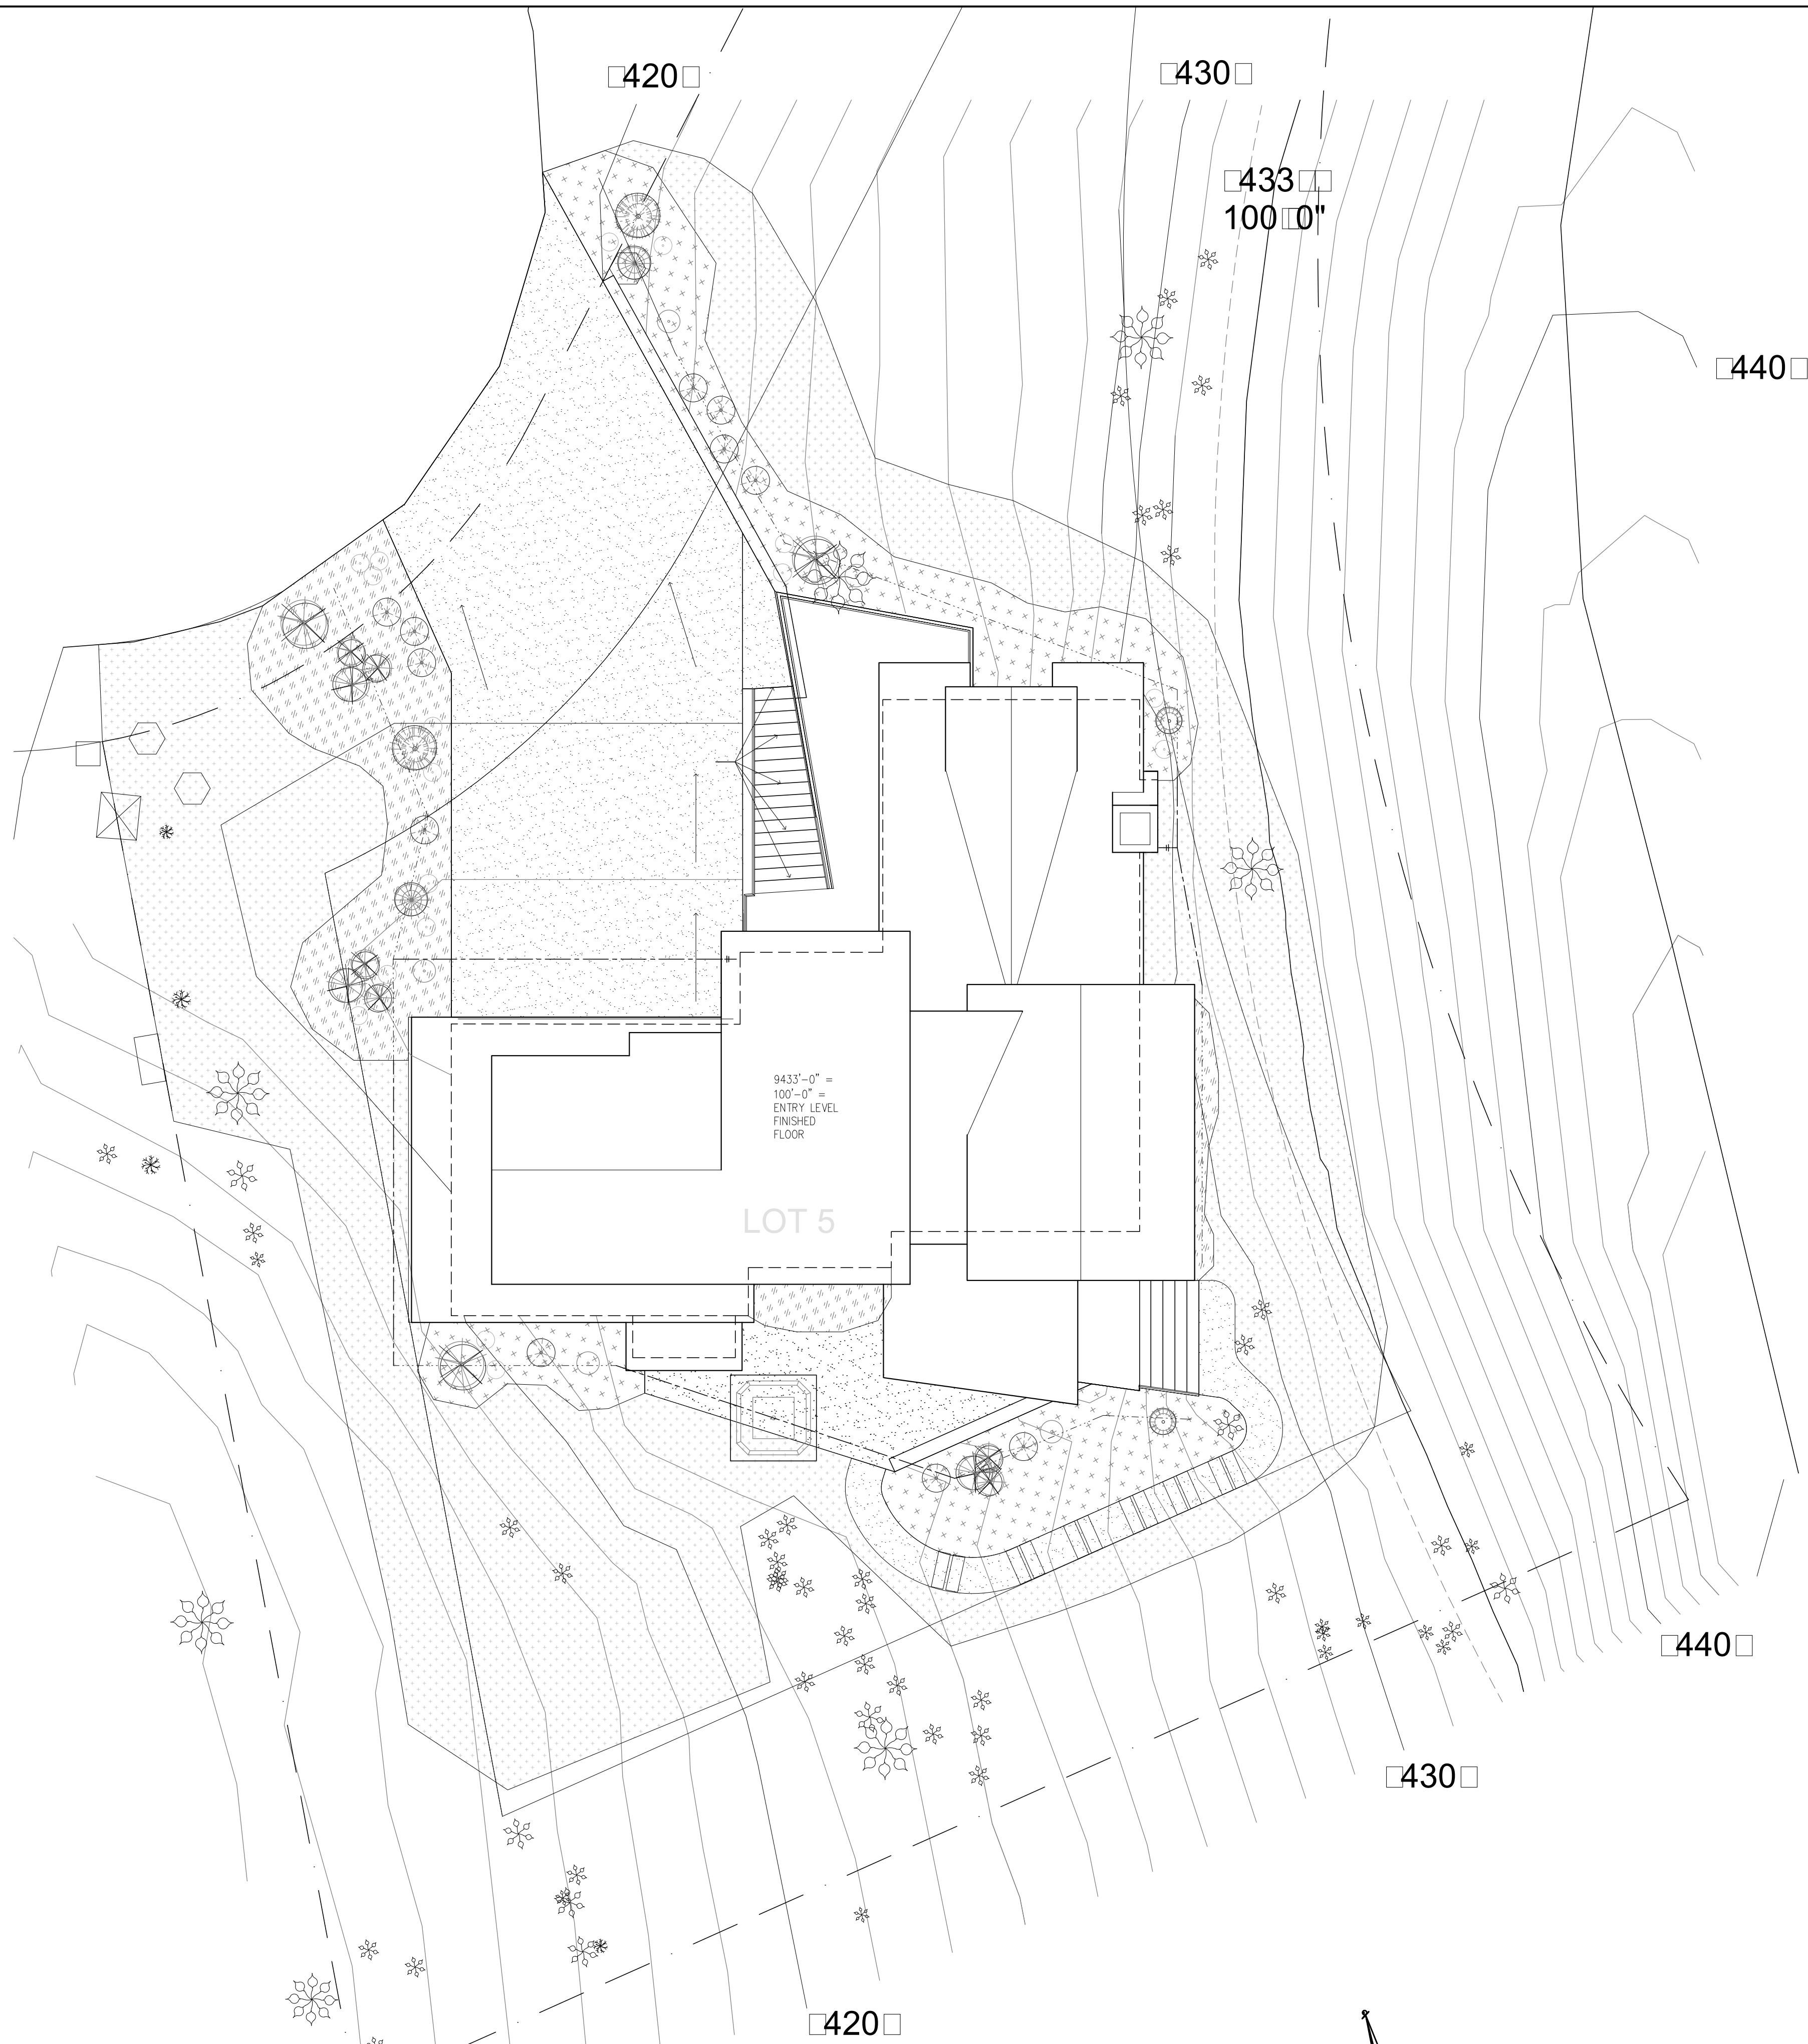 □420□
□430□
□433□□
100□0"
□440□
9433'-0" =
100'-0" =
ENTRY LEVEL
FINISHED
FLOOR
LOT 5
□440□
□430□
□420□